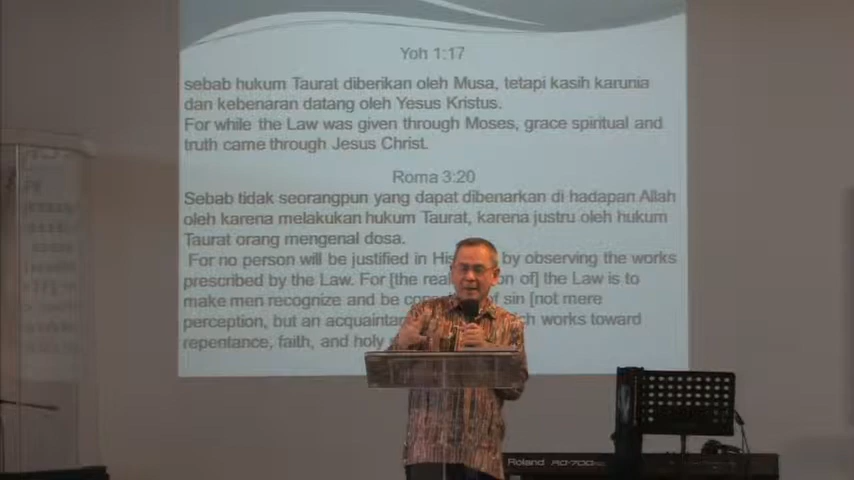 Yoh 1:17
sebab hukum Taurat diberikan oleh Musa, tetapi kasih karunia
dan kebenaran datang oleh Yesus Kristus.
For while the Law was given through Moses, grace spiritual and
truth came through Jesus Christ.
Roma 3:20
Sebab tidak seorangpun yang dapat dibenarkan di hadapan Allah
oleh karena melakukan hukum Taurat, karena justru oleh hukum
Taurat orang mengenal dosa.
For no person will be justified in His by observing the works
prescribed by the Law. For [the real of] the Law is to
make men recognize and be of sin [not mere
perception, but an which works toward
repentance, faith, and holy
Roland RD-700